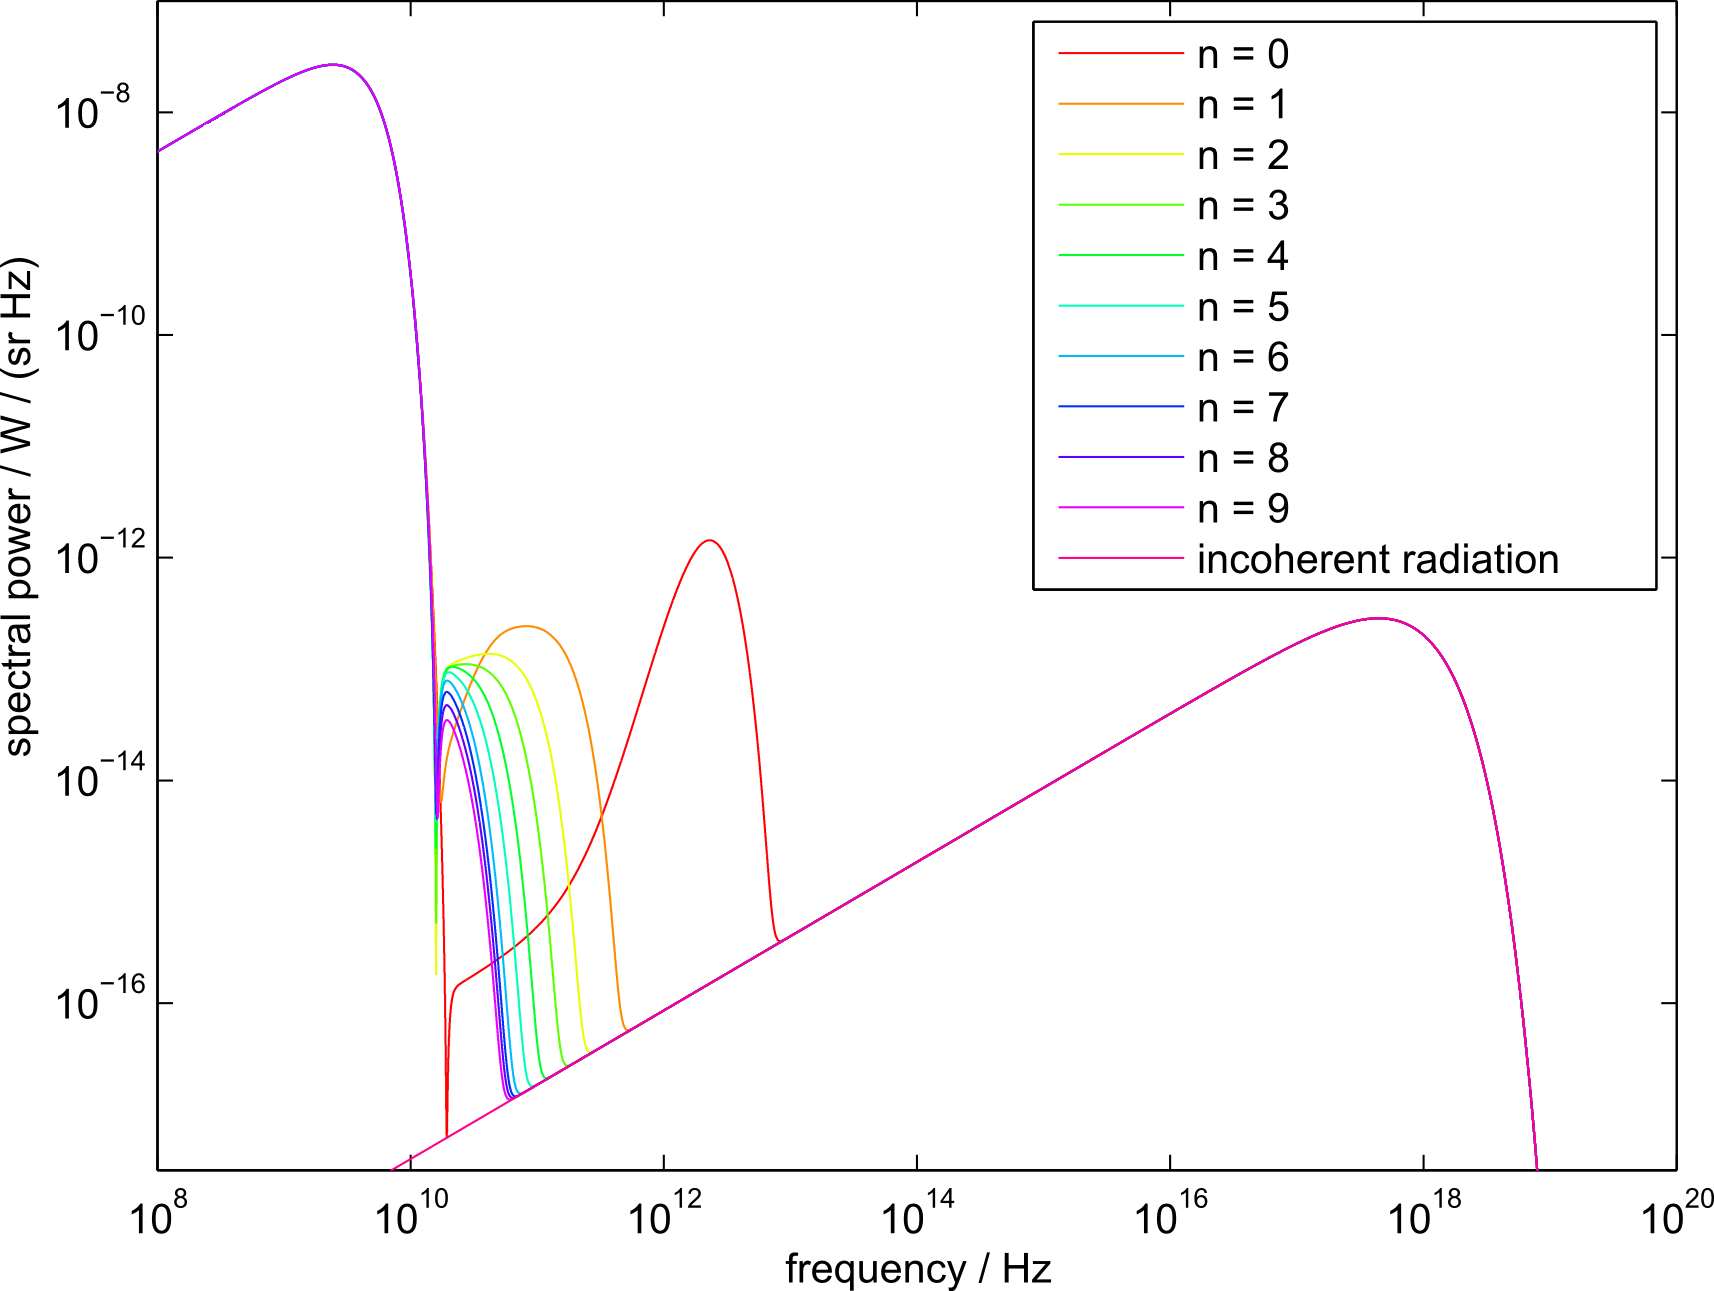 n = 0
n = 1
n = 2
n = 3
n = 4
n = 5
n = 6
n = 7
n = 8
n = 9
incoherent radiation
10⁻⁸
10⁻¹⁰
10⁻¹²
10⁻¹⁴
10⁻¹⁶
spectral power / W / (sr Hz)
10⁸ 10¹⁰ 10¹² 10¹⁴ 10¹⁶ 10¹⁸ 10²⁰
frequency / Hz